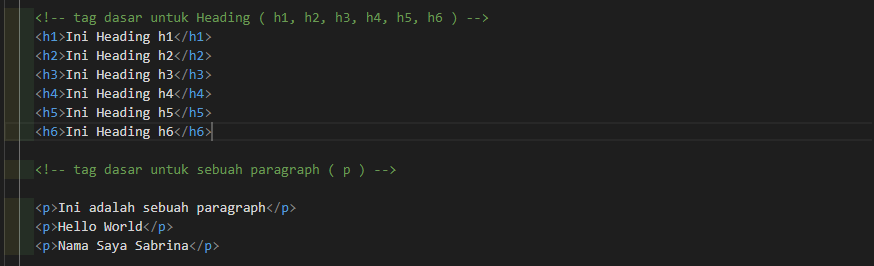 <!-- tag dasar untuk Heading ( h1, h2, h3, h4, h5, h6 ) -->
<h1>Ini Heading h1</h1>
<h2>Ini Heading h2</h2>
<h3>Ini Heading h3</h3>
<h4>Ini Heading h4</h4>
<h5>Ini Heading h5</h5>
<h6>Ini Heading h6</h6>
<!-- tag dasar untuk sebuah paragraph ( p ) -->
<p>Ini adalah sebuah paragraph</p>
<p>Hello World</p>
<p>Nama Saya Sabrina</p>